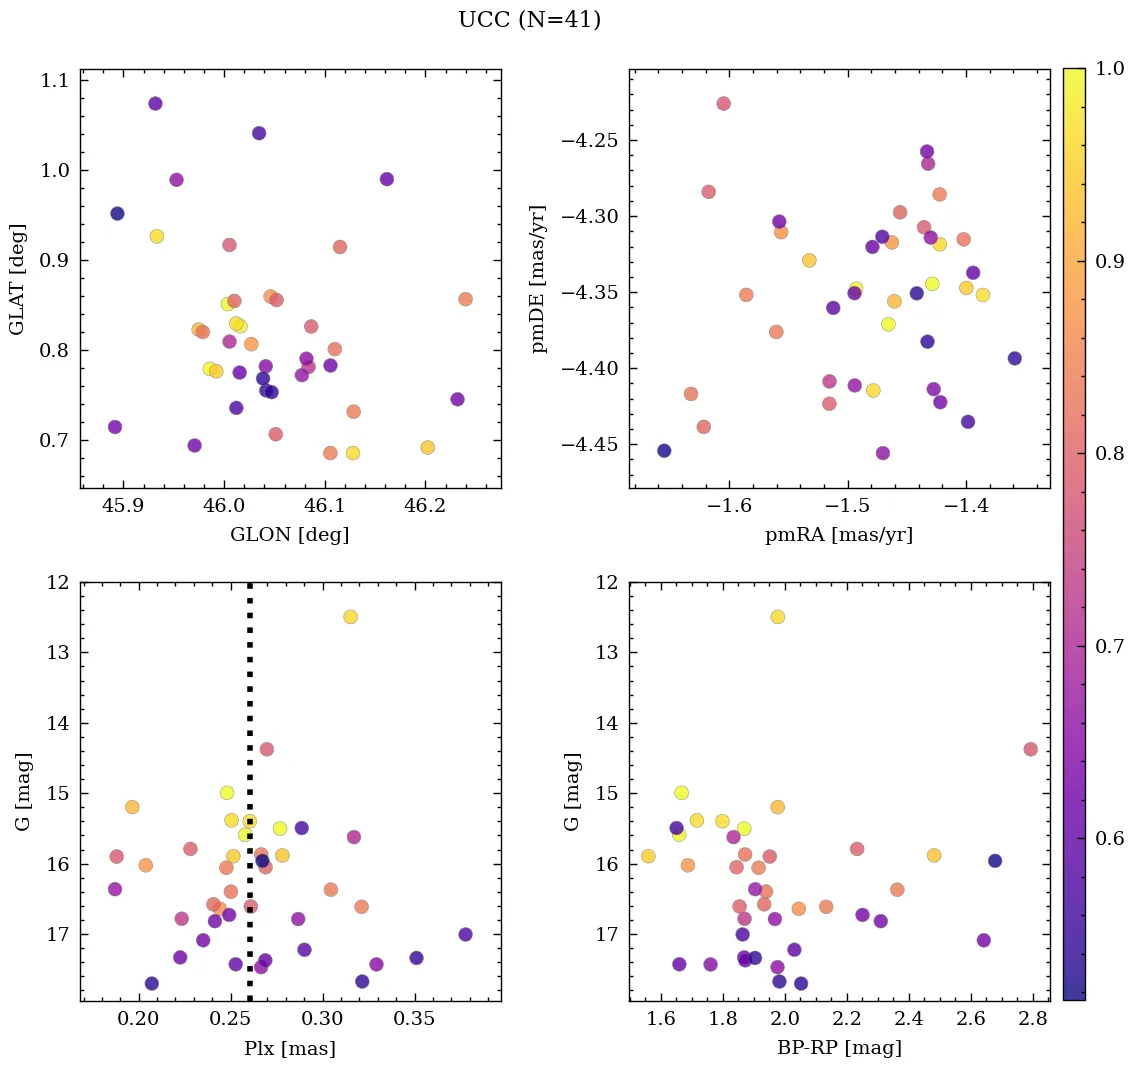 UCC (N=41)
1.1
1.0
0.9
0.8
0.7
GLAT [deg]
45.9 46.0 46.1 46.2
GLON [deg]
−4.25
−4.30
−4.35
−4.40
−4.45
pmDE [mas/yr]
−1.6 −1.5 −1.4
pmRA [mas/yr]
1.0
0.9
0.8
0.7
0.6
12
13
14
15
16
17
G [mag]
0.20 0.25 0.30 0.35
Plx [mas]
12
13
14
15
16
17
G [mag]
1.6 1.8 2.0 2.2 2.4 2.6 2.8
BP-RP [mag]